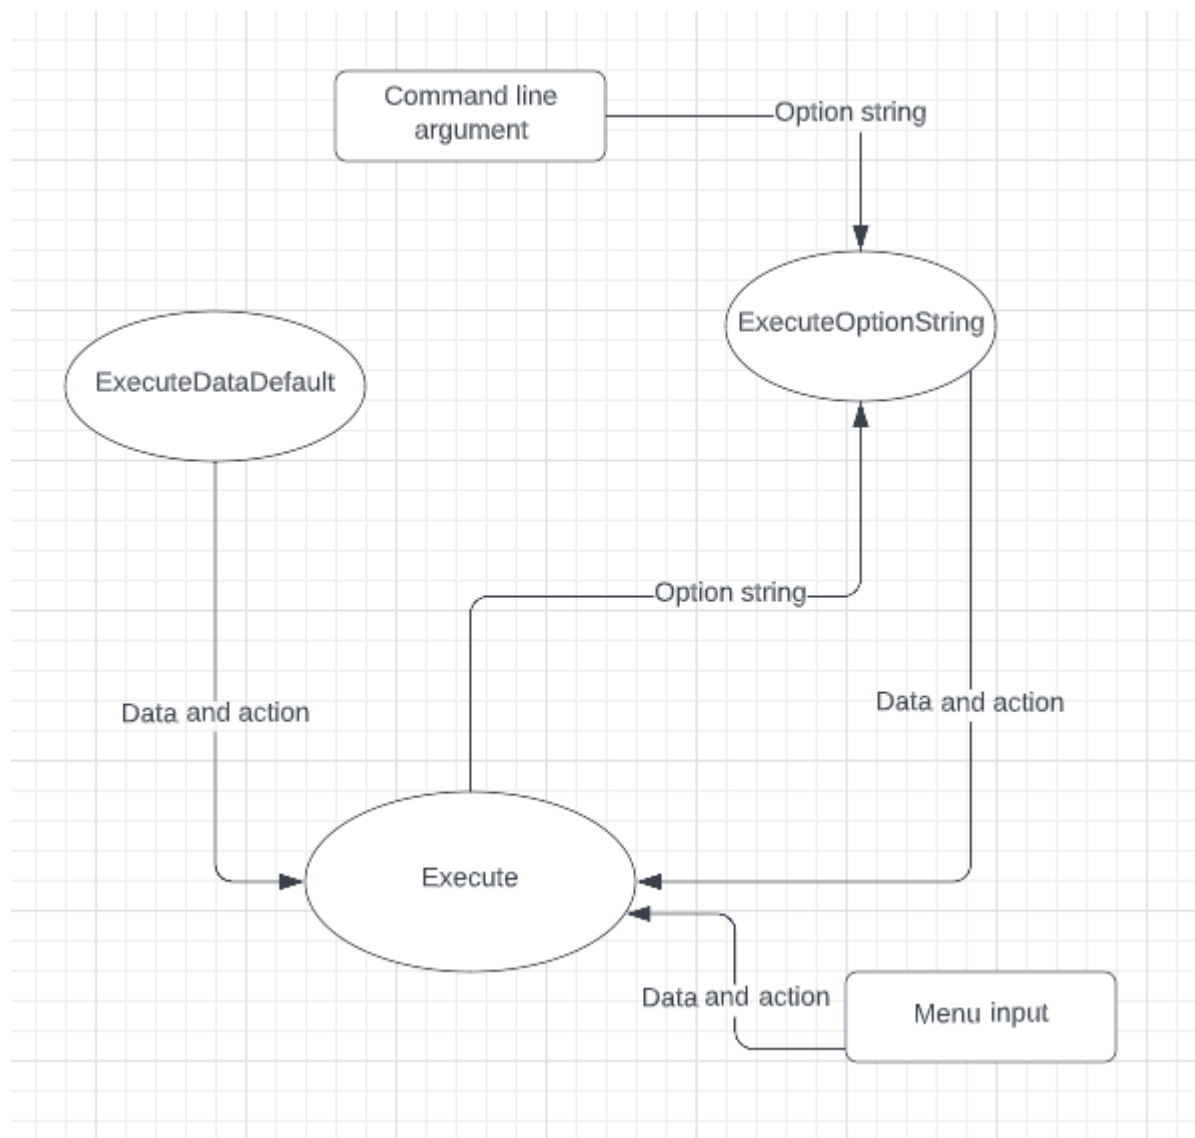 Command line
argument
Option string
ExecuteOptionString
ExecuteDataDefault
Option string
Data and action
Data and action
Execute
Data and action
Menu input